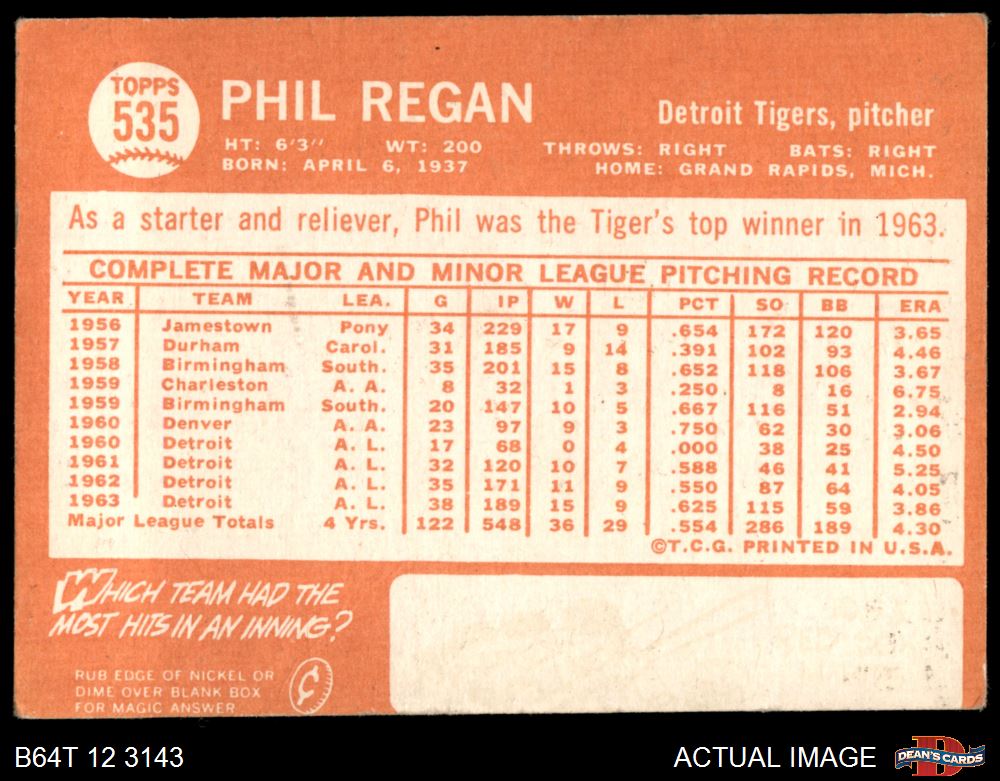 TOPPS
535
PHIL REGAN
Detroit Tigers, pitcher
HT: 6'3" WT: 200 THROWS: RIGHT BATS: RIGHT
BORN: APRIL 6, 1937 HOME: GRAND RAPIDS, MICH.
As a starter and reliever, Phil was the Tiger's top winner in 1963.
COMPLETE MAJOR AND MINOR LEAGUE PITCHING RECORD
YEAR TEAM LEA. G IP W L PCT SO BB ERA
1956 Jamestown Pony 34 229 17 9 .654 172 120 3.65
1957 Durham Carol. 31 185 9 14 .391 102 93 4.46
1958 Birmingham South. 35 201 15 8 .652 118 106 3.67
1959 Charleston A. A. 8 32 1 3 .250 8 16 6.75
1959 Birmingham South. 20 147 10 5 .667 116 51 2.94
1960 Denver A. A. 23 97 9 3 .750 62 30 3.06
1960 Detroit A. L. 17 68 0 4 .000 38 25 4.50
1961 Detroit A. L. 32 120 10 7 .588 46 41 5.25
1962 Detroit A. L. 35 171 11 9 .550 87 64 4.05
1963 Detroit A. L. 38 189 15 9 .625 115 59 3.86
Major League Totals 4 Yrs. 122 548 36 29 .554 286 189 4.30
©T.C.G. PRINTED IN U.S.A.
WHICH TEAM HAD THE
MOST HITS IN AN INNING?
RUB EDGE OF NICKEL OR
DIME OVER BLANK BOX
FOR MAGIC ANSWER
¢
B64T 12 3143
ACTUAL IMAGE
D
DEAN'S CARDS